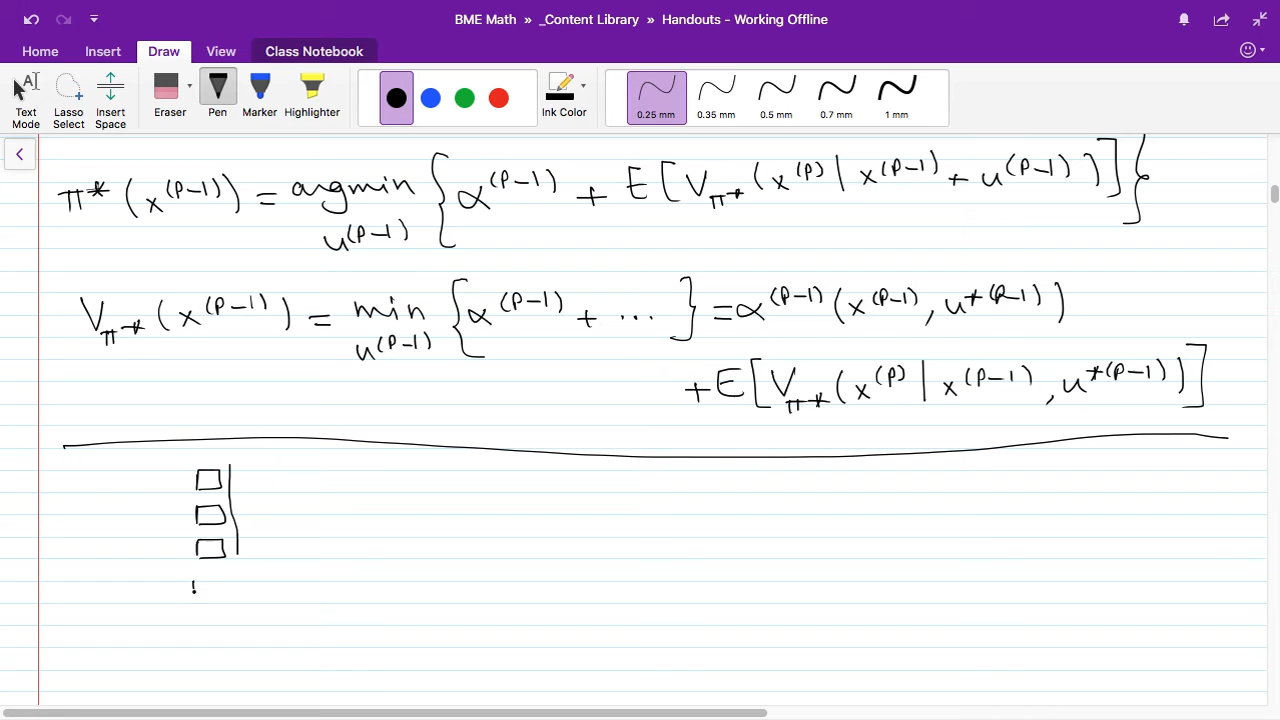 BME Math » _Content Library » Handouts - Working Offline
Home Insert Draw View Class Notebook
Text Mode Lasso Select Insert Space Eraser Pen Marker Highlighter Ink Color 0.25 mm 0.35 mm 0.5 mm 0.7 mm 1 mm
π*(x^(P-1)) = argmin_{u^(P-1)} { α^(P-1) + E[V_π*(x^(P) | x^(P-1) + u^(P-1))] }
V_π*(x^(P-1)) = min_{u^(P-1)} { α^(P-1) + ... } = α^(P-1)(x^(P-1), u*^(P-1))
+ E[V_π*(x^(P) | x^(P-1), u*^(P-1))]